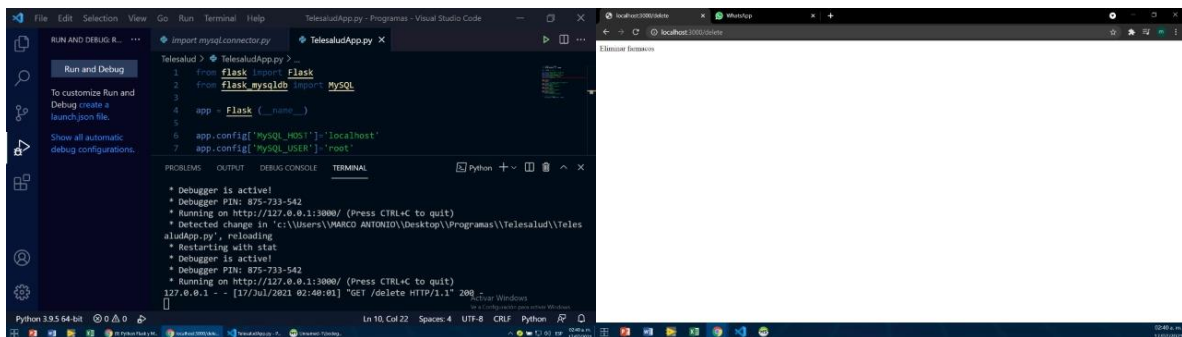 File Edit Selection View Go Run Terminal Help TelesaludApp.py - Programas - Visual Studio Code
RUN AND DEBUG: R... ···
import mysql.connector.py
TelesaludApp.py ×
Telesalud > TelesaludApp.py > ...
Run and Debug
To customize Run and
Debug create a
launch.json file.
Show all automatic
debug configurations.
1 from flask import Flask
2 from flask_mysqldb import MySQL
3
4 app = Flask (__name__)
5
6 app.config['MySQL_HOST']='localhost'
7 app.config['MySQL_USER']='root'
PROBLEMS OUTPUT DEBUG CONSOLE TERMINAL Python
* Debugger is active!
* Debugger PIN: 875-733-542
* Running on http://127.0.0.1:3000/ (Press CTRL+C to quit)
* Detected change in 'c:\\Users\\MARCO ANTONIO\\Desktop\\Programas\\Telesalud\\Teles
aludApp.py', reloading
* Restarting with stat
* Debugger is active!
* Debugger PIN: 875-733-542
* Running on http://127.0.0.1:3000/ (Press CTRL+C to quit)
127.0.0.1 - - [17/Jul/2021 02:40:01] "GET /delete HTTP/1.1" 200 -
Activar Windows
Python 3.9.5 64-bit 0 0 Ln 10, Col 22 Spaces: 4 UTF-8 CRLF Python
02:40 a. m.
localhost:3000/delete × WhatsApp × +
localhost:3000/delete
Eliminar
02:40 a. m.